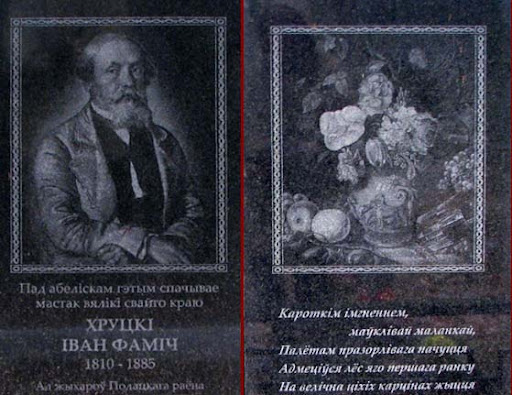 Пад абеліскам гэтым спачывае
мастак вялікі свайго краю
ХРУЦКІ
ІВАН ФАМІЧ
1810 - 1885
Ад жыхароў Полацкага раёна
Кароткім імгненнем,
маўклівай маланкай,
Палётам празорлівага пачуцця
Адмеціўся лёс яго першага ранку
На велічна ціхіх карцінах жыцця